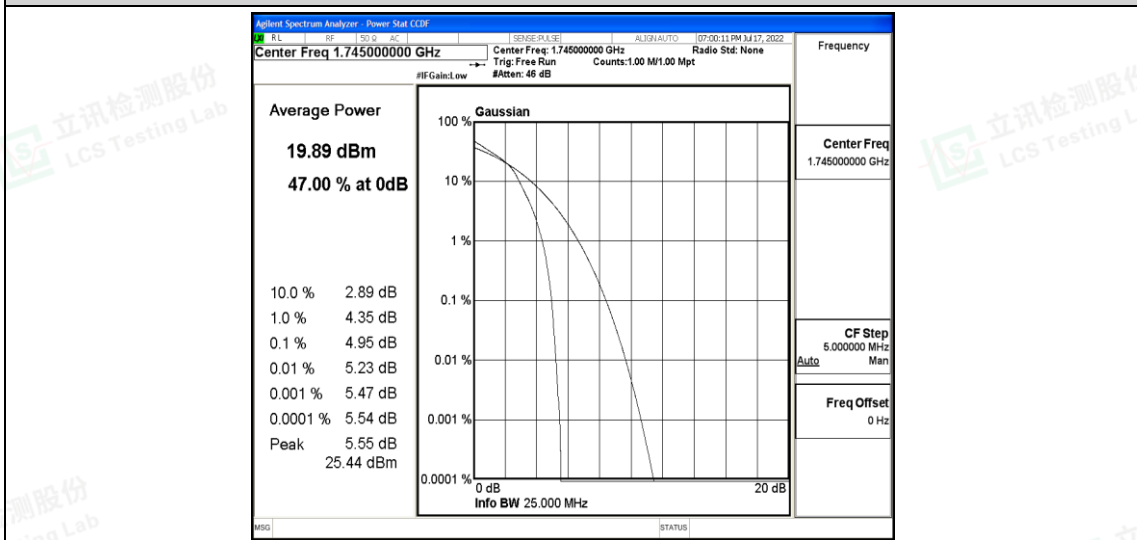 Agilent Spectrum Analyzer - Power Stat CCDF
RL RF 50 Ω AC SENSE:PULSE ALIGNAUTO 07:00:11 PM Jul 17, 2022
Center Freq 1.745000000 GHz
Center Freq: 1.745000000 GHz Radio Std: None
Trig: Free Run Counts:1.00 M/1.00 Mpt
#IFGain:Low #Atten: 46 dB
Frequency
Center Freq
1.745000000 GHz
CF Step
5.000000 MHz
Auto Man
Freq Offset
0 Hz
Average Power
19.89 dBm
47.00 % at 0dB
10.0 % 2.89 dB
1.0 % 4.35 dB
0.1 % 4.95 dB
0.01 % 5.23 dB
0.001 % 5.47 dB
0.0001 % 5.54 dB
Peak 5.55 dB
25.44 dBm
Gaussian
100 %
10 %
1 %
0.1 %
0.01 %
0.001 %
0.0001 %
0 dB 20 dB
Info BW 25.000 MHz
MSG STATUS
立讯检测股份
LCS Testing Lab
立讯检测股份
LCS Testing L
测股份
ng Lab
立